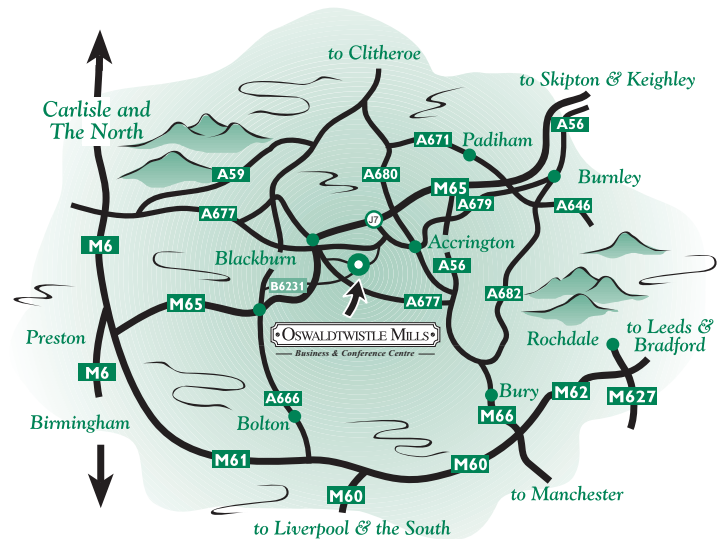 to Clitheroe
to Skipton & Keighley
Carlisle and
The North
A56
A671
Padiham
A59
A680
M65
Burnley
A679
A677
J7
A646
M6
Blackburn
Accrington
A56
B6231
M65
A677
A682
Preston
OSWALDTWISTLE MILLS
Business & Conference Centre
Rochdale
to Leeds &
Bradford
M6
Bury
M62
M627
A666
M66
Birmingham
Bolton
M61
M60
M60
to Manchester
to Liverpool & the South